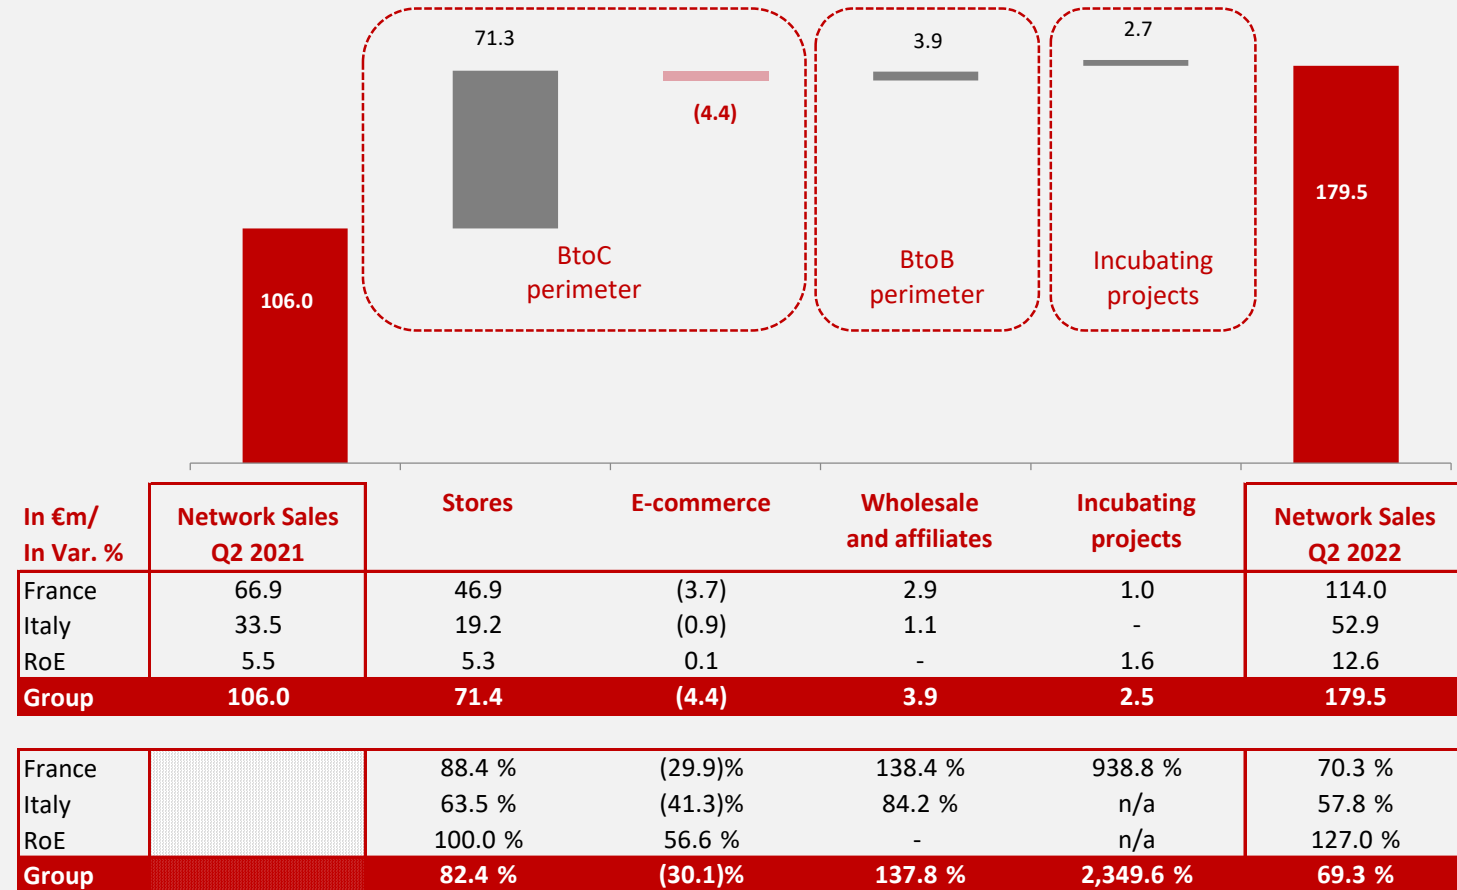 71.3
3.9
2.7
(4.4)
179.5
BtoC
perimeter
BtoB
perimeter
Incubating
projects
106.0
In €m/
In Var. %
Network Sales
Q2 2021
Stores
E-commerce
Wholesale
and affiliates
Incubating
projects
Network Sales
Q2 2022
France 66.9 46.9 (3.7) 2.9 1.0 114.0
Italy 33.5 19.2 (0.9) 1.1 - 52.9
RoE 5.5 5.3 0.1 - 1.6 12.6
Group 106.0 71.4 (4.4) 3.9 2.5 179.5
France 88.4 % (29.9)% 138.4 % 938.8 % 70.3 %
Italy 63.5 % (41.3)% 84.2 % n/a 57.8 %
RoE 100.0 % 56.6 % - n/a 127.0 %
Group 82.4 % (30.1)% 137.8 % 2,349.6 % 69.3 %